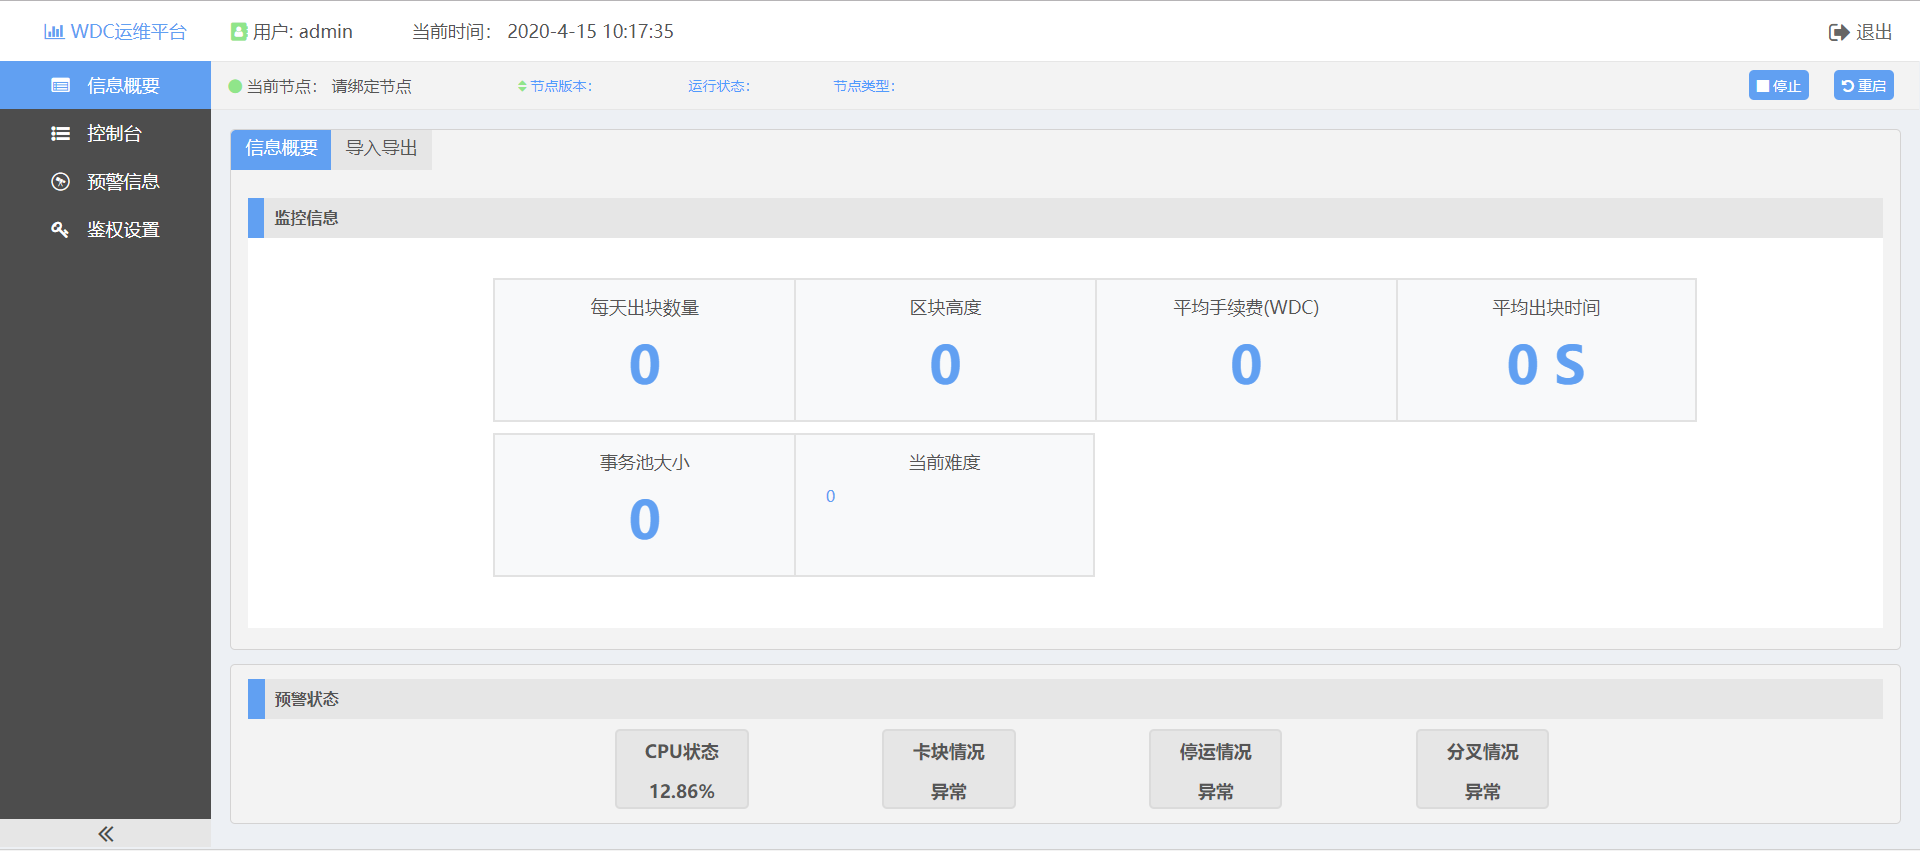 WDC运维平台
用户: admin
当前时间： 2020-4-15 10:17:35
退出
信息概要
控制台
预警信息
鉴权设置
当前节点： 请绑定节点
节点版本：
运行状态：
节点类型：
停止
重启
信息概要
导入导出
监控信息
每天出块数量
0
区块高度
0
平均手续费(WDC)
0
平均出块时间
0 S
事务池大小
0
当前难度
0
预警状态
CPU状态
12.86%
卡块情况
异常
停运情况
异常
分叉情况
异常